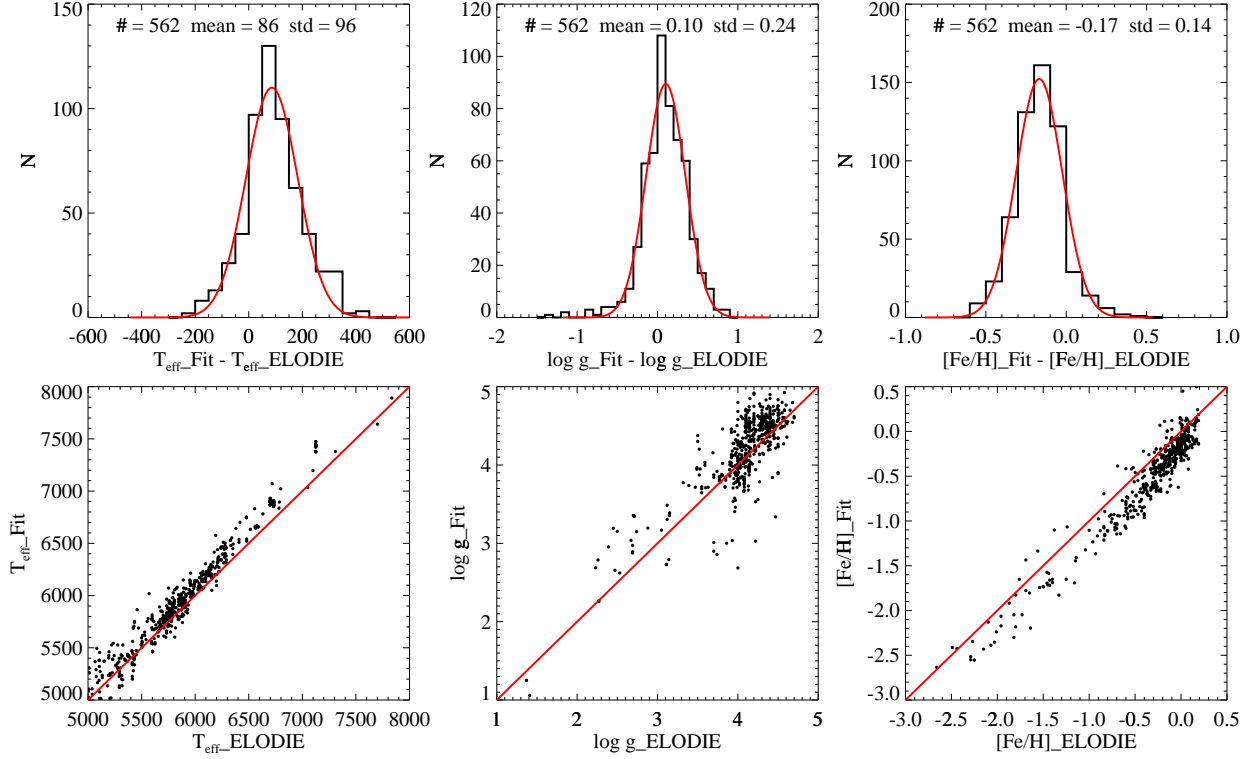 # = 562 mean = 86 std = 96
150
100
50
0
N
-600 -400 -200 0 200 400 600
T_eff_Fit - T_eff_ELODIE
# = 562 mean = 0.10 std = 0.24
120
100
80
60
40
20
0
N
-2 -1 0 1 2
log g_Fit - log g_ELODIE
# = 562 mean = -0.17 std = 0.14
200
150
100
50
0
N
-1.0 -0.5 0.0 0.5 1.0
[Fe/H]_Fit - [Fe/H]_ELODIE
8000
7500
7000
6500
6000
5500
5000
T_eff_Fit
5000 5500 6000 6500 7000 7500 8000
T_eff_ELODIE
5
4
3
2
1
log g_Fit
1 2 3 4 5
log g_ELODIE
0.5
0.0
-0.5
-1.0
-1.5
-2.0
-2.5
-3.0
[Fe/H]_Fit
-3.0 -2.5 -2.0 -1.5 -1.0 -0.5 0.0 0.5
[Fe/H]_ELODIE